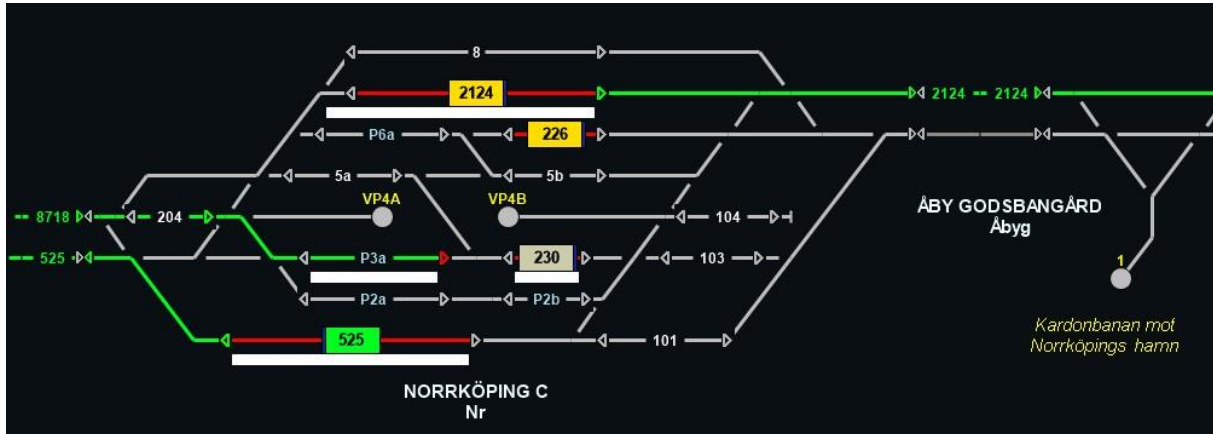 8
2124
2124 2124
P6a
226
5a
5b
VP4A
VP4B
8718
204
104
ÅBY GODSBANGÅRD
Åbyg
525
P3a
230
103
1
P2a
P2b
525
101
Kardonbanan mot
Norrköpings hamn
NORRKÖPING C
Nr